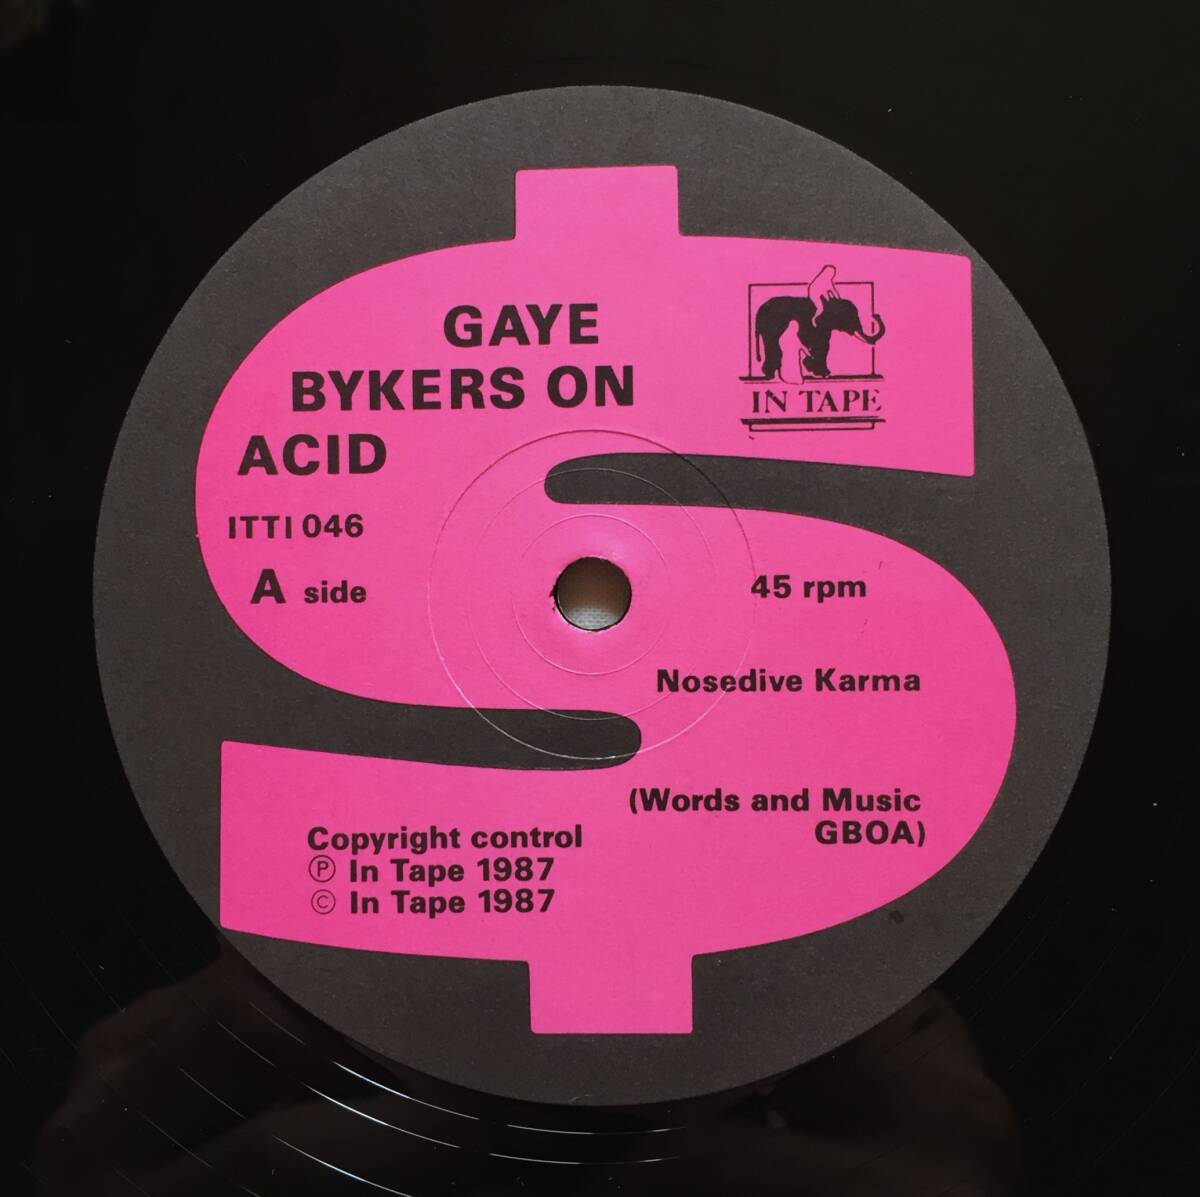 GAYE
BYKERS ON
ACID
IN TAPE
ITTI 046
A side
45 rpm
Nosedive Karma
(Words and Music
GBOA)
Copyright control
Ⓟ In Tape 1987
© In Tape 1987